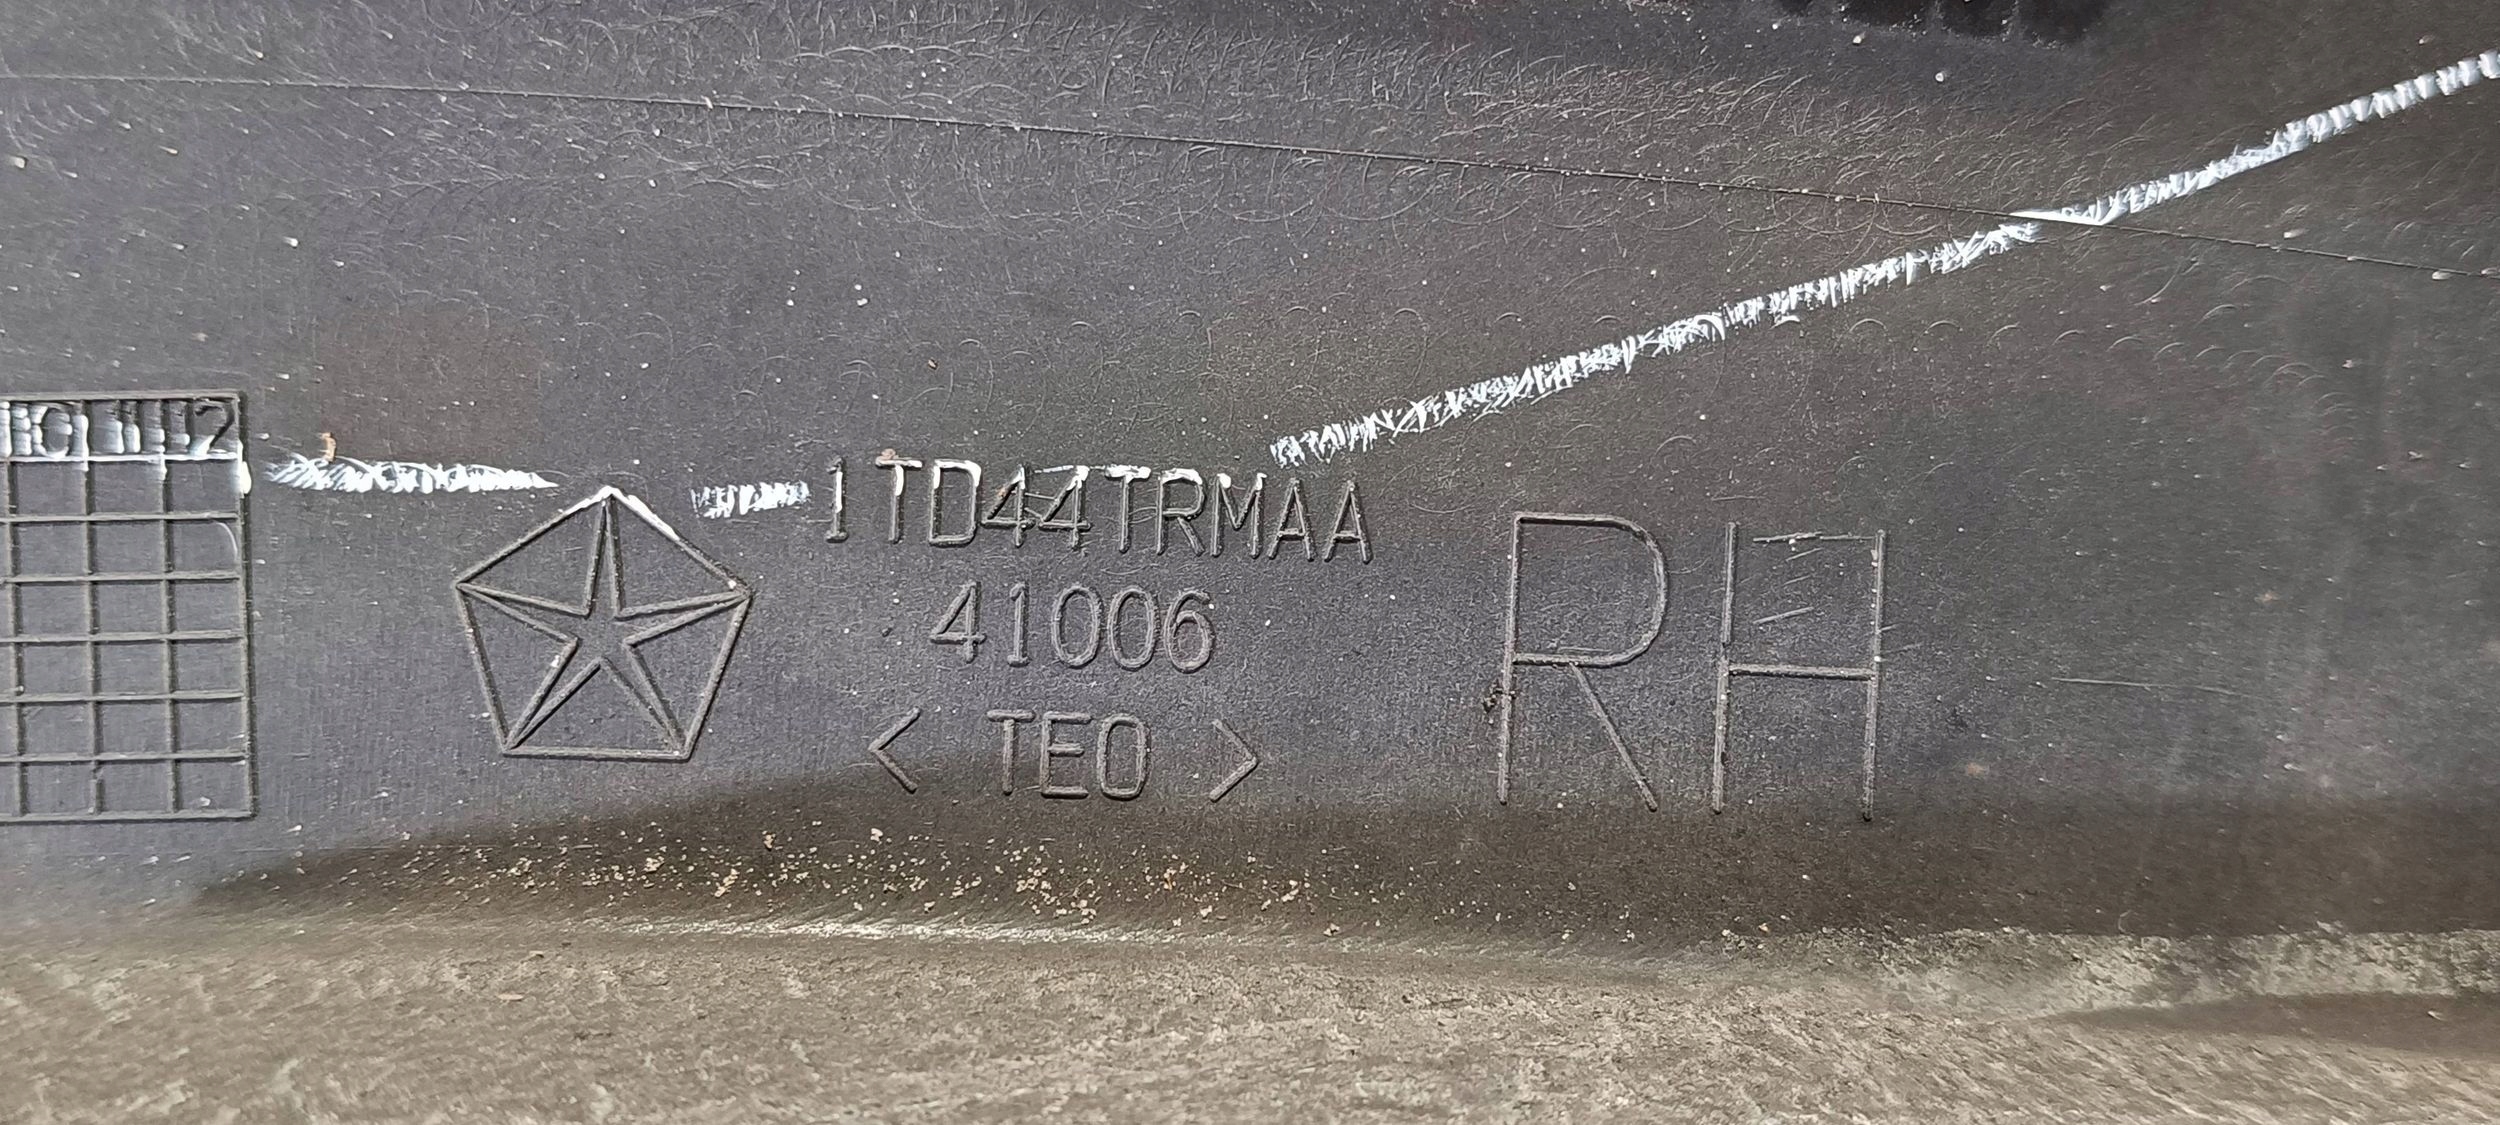 1TD44TRMAA
41006
< TEO >
RH